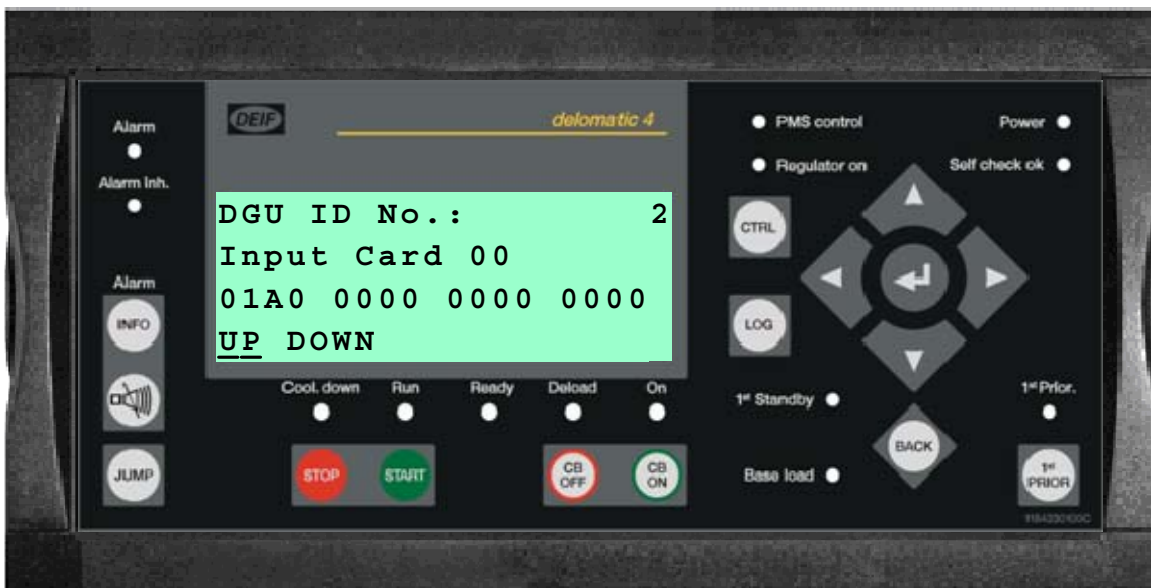 DEIF
delomatic 4
Alarm
Alarm Inh.
DGU ID No.: 2
Input Card 00
01A0 0000 0000 0000
UP DOWN
Alarm
INFO
JUMP
Cool. down
Run
Ready
Deload
On
STOP
START
CB
OFF
CB
ON
PMS control
Power
Regulator on
Self check ok
CTRL
LOG
1st Standby
1st Prior.
BACK
Base load
1st
PRIOR